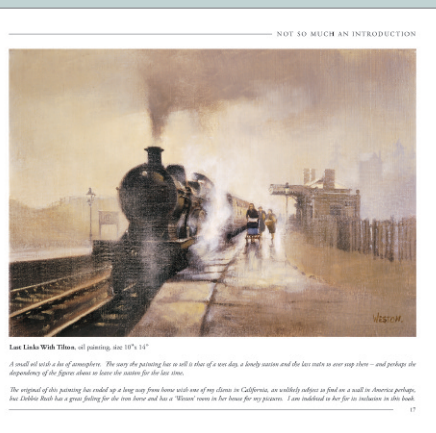 NOT SO MUCH AN INTRODUCTION
WESTON.
Last Links With Tilton, oil painting, size 10"x 14"
A small oil with a lot of atmosphere. The story the painting has to tell is that of a wet day, a lonely station and the last train to ever stop there – and perhaps the
despondency of the figures about to leave the station for the last time.
The original of this painting has ended up a long way from home with one of my clients in California, an unlikely subject to find on a wall in America perhaps,
but Debbie has a great feeling for the iron horse and has a 'Weston' room in her house for my pictures. I am indebted to her for its inclusion in this book.
17